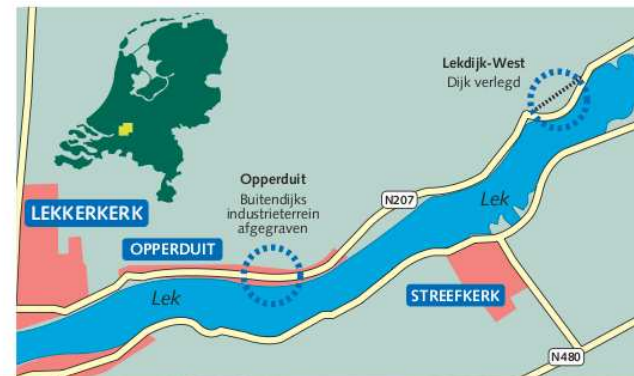 Lekdijk-West
Dijk verlegd
Opperduit
Buitendijks
industrieterrein
afgegraven
N207
Lek
LEKKERKERK
OPPERDUIT
Lek
STREEFKERK
N480